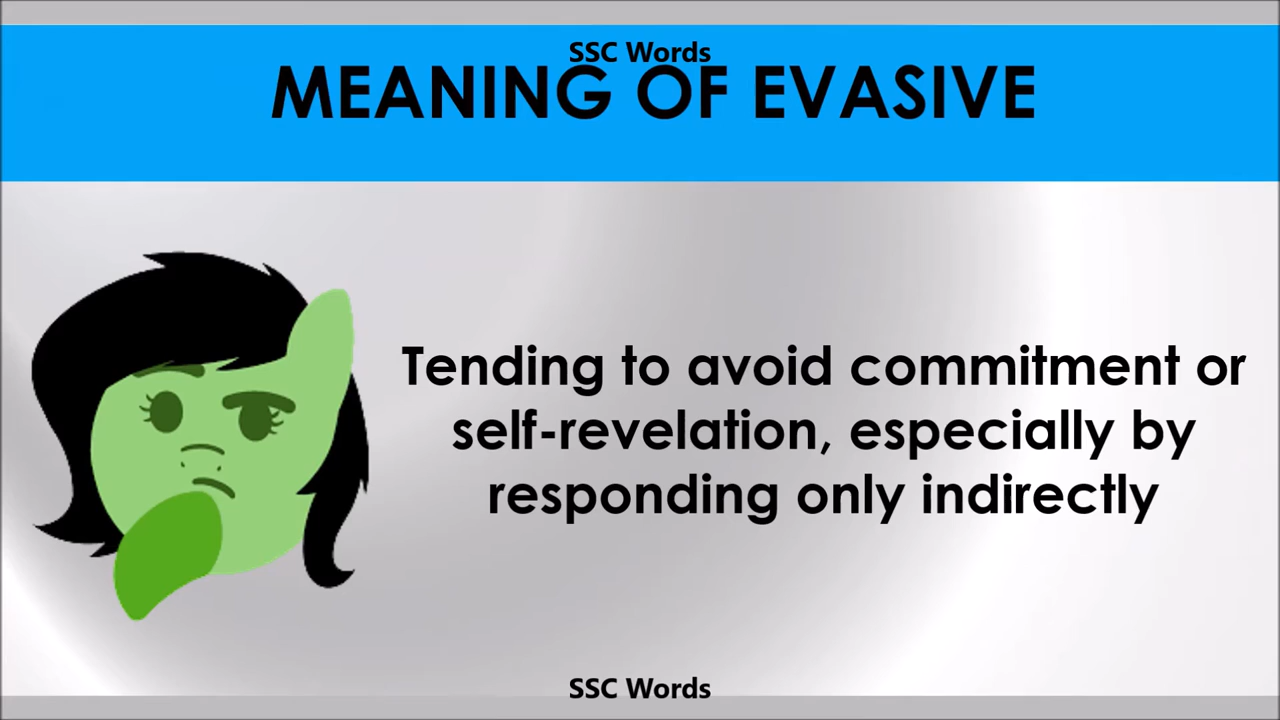 SSC Words
MEANING OF EVASIVE
Tending to avoid commitment or
self-revelation, especially by
responding only indirectly
SSC Words